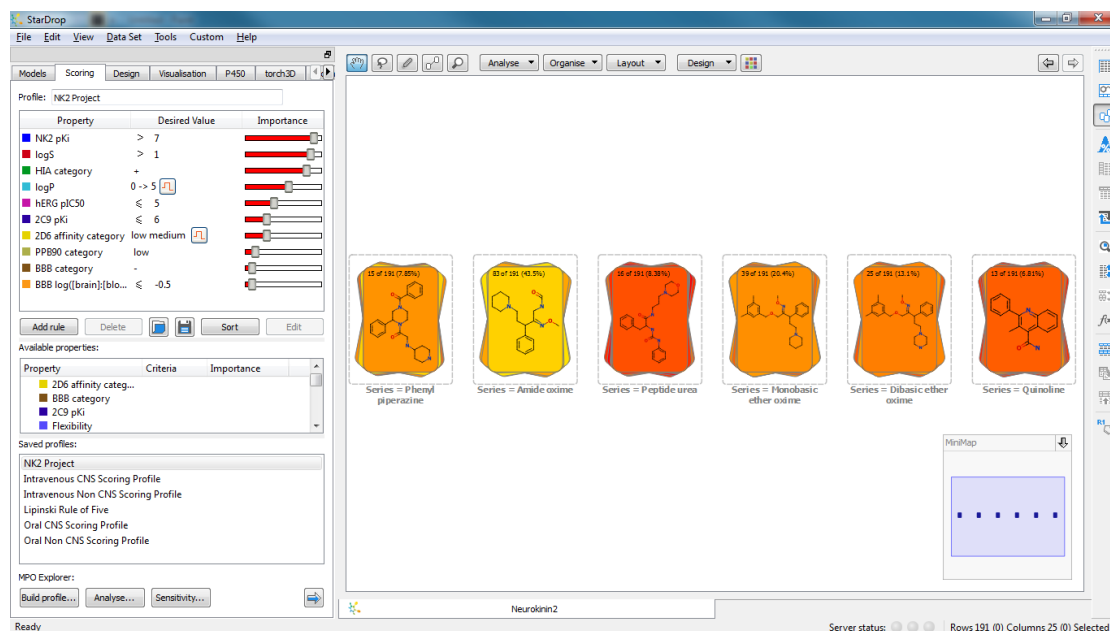 StarDrop
File Edit View Data Set Tools Custom Help
Models Scoring Design Visualisation P450 torch3D
Analyse Organise Layout Design
Profile: NK2 Project
Property Desired Value Importance
NK2 pKi > 7
logS > 1
HIA category +
logP 0 -> 5
hERG pIC50 ≤ 5
2C9 pKi ≤ 6
2D6 affinity category low medium
PPB90 category low
BBB category -
BBB log([brain]:[blo... ≤ -0.5
Add rule Delete Sort Edit
Available properties:
Property Criteria Importance
2D6 affinity categ...
BBB category
2C9 pKi
Flexibility
Saved profiles:
NK2 Project
Intravenous CNS Scoring Profile
Intravenous Non CNS Scoring Profile
Lipinski Rule of Five
Oral CNS Scoring Profile
Oral Non CNS Scoring Profile
MPO Explorer:
Build profile... Analyse... Sensitivity...
Ready
15 of 191 (7.85%)
Series = Phenyl
piperazine
83 of 191 (43.5%)
Series = Amide oxime
16 of 191 (8.38%)
Series = Peptide urea
39 of 191 (20.4%)
Series = Monobasic
ether oxime
25 of 191 (13.1%)
Series = Dibasic ether
oxime
13 of 191 (6.81%)
Series = Quinoline
MiniMap
Neurokinin2
Server status: Rows 191 (0) Columns 25 (0) Selected